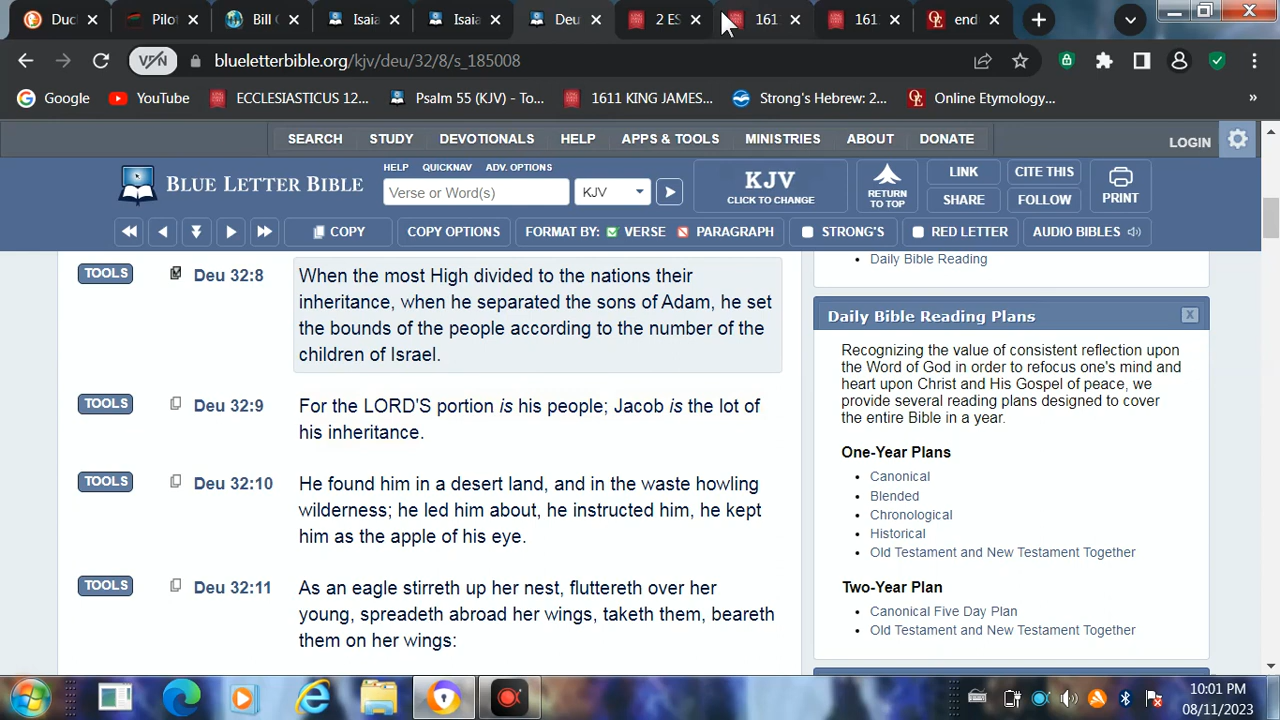 Duc
Pilot
Bill C
Isaia
Isaia
Deu
2 ES
161
161
end
VPN
blueletterbible.org/kjv/deu/32/8/s_185008
Google
YouTube
ECCLESIASTICUS 12...
Psalm 55 (KJV) - To...
1611 KING JAMES...
Strong's Hebrew: 2...
Online Etymology...
»
SEARCH STUDY DEVOTIONALS HELP APPS & TOOLS MINISTRIES ABOUT DONATE
LOGIN
BLUE LETTER BIBLE
HELP QUICKNAV ADV. OPTIONS
Verse or Word(s)
KJV
KJV
CLICK TO CHANGE
RETURN
TO TOP
LINK
CITE THIS
SHARE
FOLLOW
PRINT
COPY
COPY OPTIONS
FORMAT BY: VERSE PARAGRAPH
STRONG'S
RED LETTER
AUDIO BIBLES
TOOLS
Deu 32:8
When the most High divided to the nations their
inheritance, when he separated the sons of Adam, he set
the bounds of the people according to the number of the
children of Israel.
TOOLS
Deu 32:9
For the LORD'S portion is his people; Jacob is the lot of
his inheritance.
TOOLS
Deu 32:10
He found him in a desert land, and in the waste howling
wilderness; he led him about, he instructed him, he kept
him as the apple of his eye.
TOOLS
Deu 32:11
As an eagle stirreth up her nest, fluttereth over her
young, spreadeth abroad her wings, taketh them, beareth
them on her wings:
Daily Bible Reading
Daily Bible Reading Plans
X
Recognizing the value of consistent reflection upon
the Word of God in order to refocus one's mind and
heart upon Christ and His Gospel of peace, we
provide several reading plans designed to cover
the entire Bible in a year.
One-Year Plans
Canonical
Blended
Chronological
Historical
Old Testament and New Testament Together
Two-Year Plan
Canonical Five Day Plan
Old Testament and New Testament Together
10:01 PM
08/11/2023